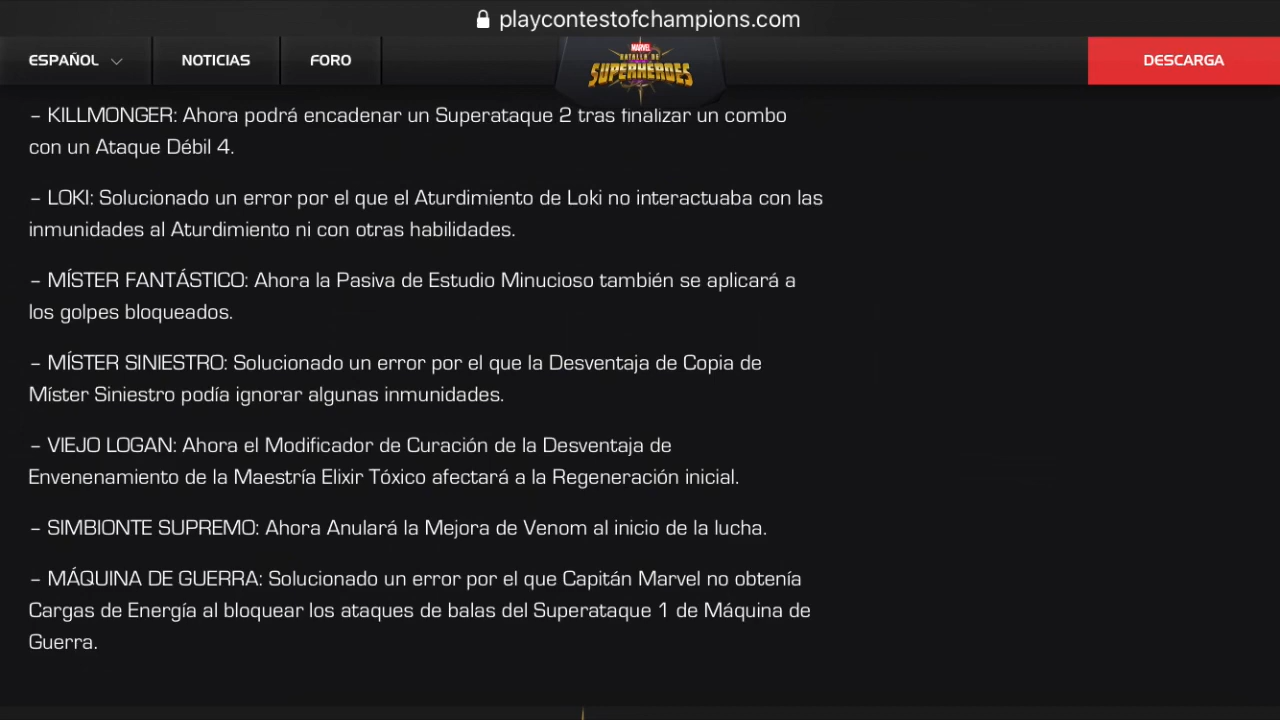 playcontestofchampions.com
ESPAÑOL
NOTICIAS
FORO
MARVEL
BATALLA DE
SUPERHÉROES
DESCARGA
– KILLMONGER: Ahora podrá encadenar un Superataque 2 tras finalizar un combo
con un Ataque Débil 4.
– LOKI: Solucionado un error por el que el Aturdimiento de Loki no interactuaba con las
inmunidades al Aturdimiento ni con otras habilidades.
– MÍSTER FANTÁSTICO: Ahora la Pasiva de Estudio Minucioso también se aplicará a
los golpes bloqueados.
– MÍSTER SINIESTRO: Solucionado un error por el que la Desventaja de Copia de
Míster Siniestro podía ignorar algunas inmunidades.
– VIEJO LOGAN: Ahora el Modificador de Curación de la Desventaja de
Envenenamiento de la Maestría Elixir Tóxico afectará a la Regeneración inicial.
– SIMBIONTE SUPREMO: Ahora Anulará la Mejora de Venom al inicio de la lucha.
– MÁQUINA DE GUERRA: Solucionado un error por el que Capitán Marvel no obtenía
Cargas de Energía al bloquear los ataques de balas del Superataque 1 de Máquina de
Guerra.